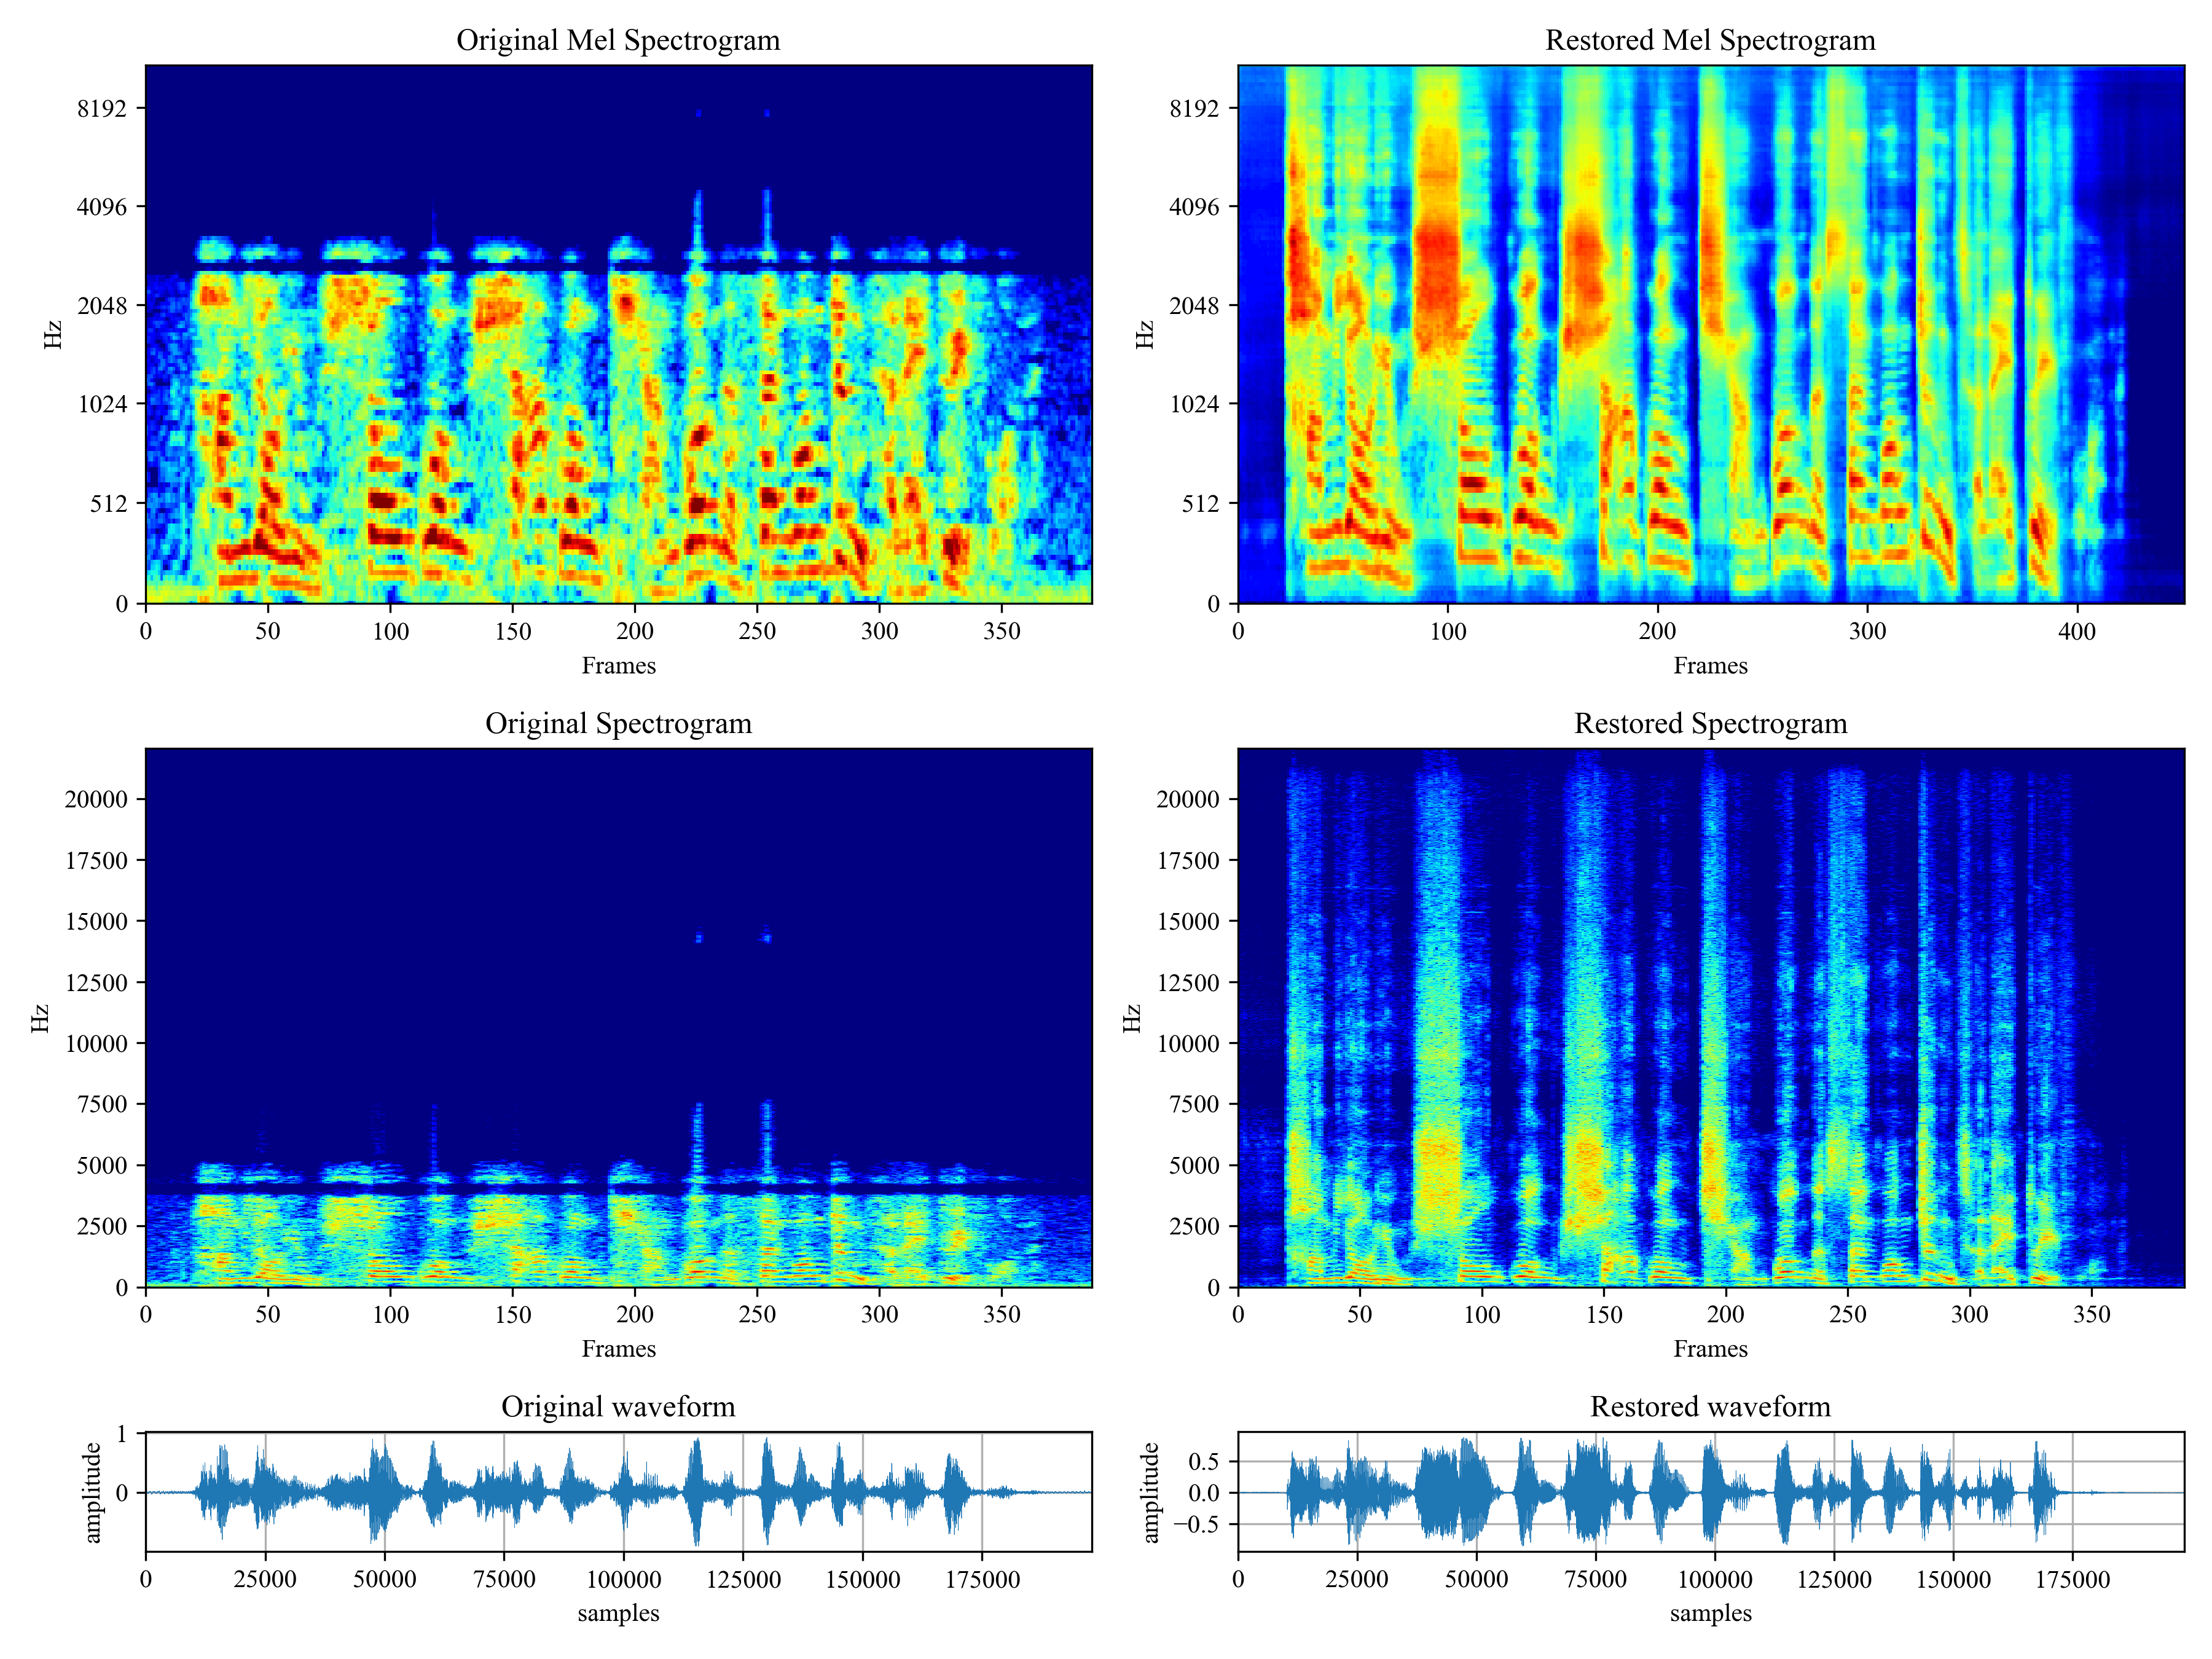 Original Mel Spectrogram
Hz
8192
4096
2048
1024
512
0
0 50 100 150 200 250 300 350
Frames
Restored Mel Spectrogram
Hz
8192
4096
2048
1024
512
0
0 100 200 300 400
Frames
Original Spectrogram
Hz
20000
17500
15000
12500
10000
7500
5000
2500
0
0 50 100 150 200 250 300 350
Frames
Restored Spectrogram
Hz
20000
17500
15000
12500
10000
7500
5000
2500
0
0 50 100 150 200 250 300 350
Frames
Original waveform
amplitude
1
0
0 25000 50000 75000 100000 125000 150000 175000
samples
Restored waveform
amplitude
0.5
0.0
−0.5
0 25000 50000 75000 100000 125000 150000 175000
samples